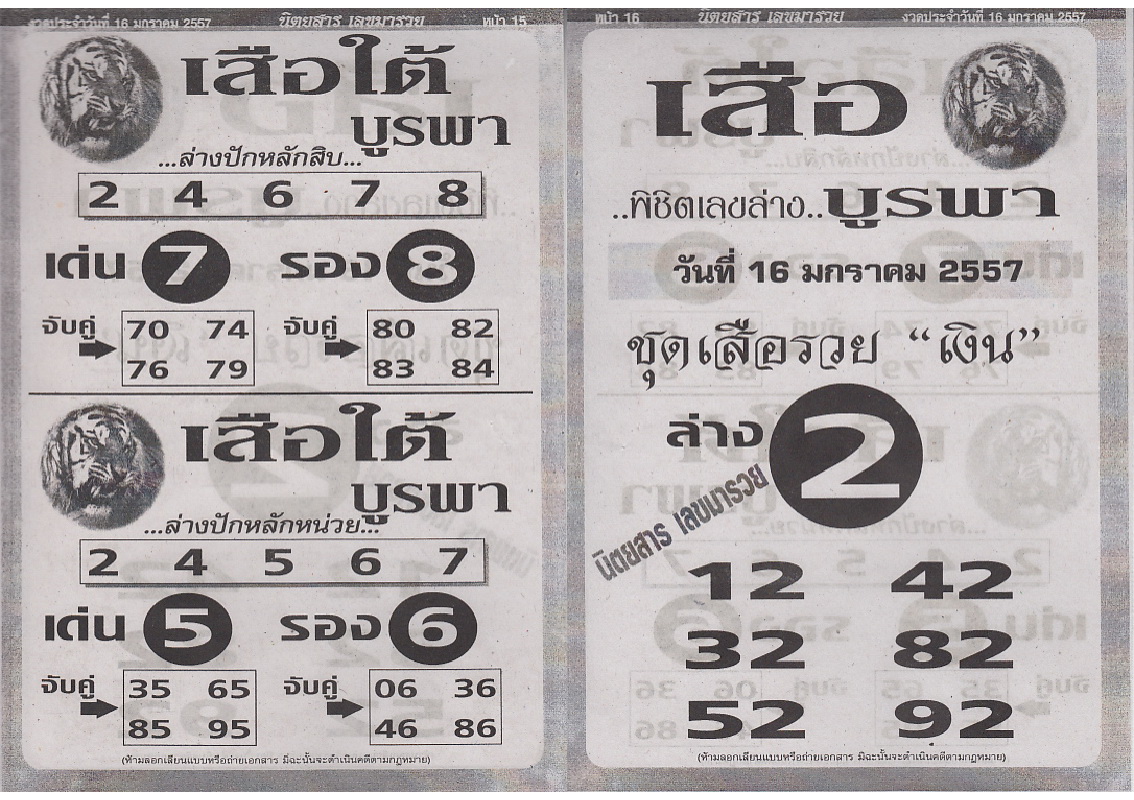 งวดประจำวันที่ 16 มกราคม 2557 นิตยสาร เลขมารวย หน้า 15
เสือใต้
บูรพา
...ล่างปักหลักสิบ...
2 4 6 7 8
เด่น 7 รอง 8
จับคู่ 70 74 จับคู่ 80 82
76 79 83 84
เสือใต้
บูรพา
...ล่างปักหลักหน่วย...
2 4 5 6 7
เด่น 5 รอง 6
จับคู่ 35 65 จับคู่ 06 36
85 95 46 86
(ห้ามลอกเลียนแบบหรือถ่ายเอกสาร มิฉะนั้นจะดำเนินคดีตามกฎหมาย)
หน้า 16 นิตยสาร เลขมารวย งวดประจำวันที่ 16 มกราคม 2557
เสือ
..พิชิตเลขล่าง..บูรพา
วันที่ 16 มกราคม 2557
ชุดเสือรวย “เงิน”
ล่าง 2
นิตยสาร เลขมารวย
12 42
32 82
52 92
(ห้ามลอกเลียนแบบหรือถ่ายเอกสาร มิฉะนั้นจะดำเนินคดีตามกฎหมาย)